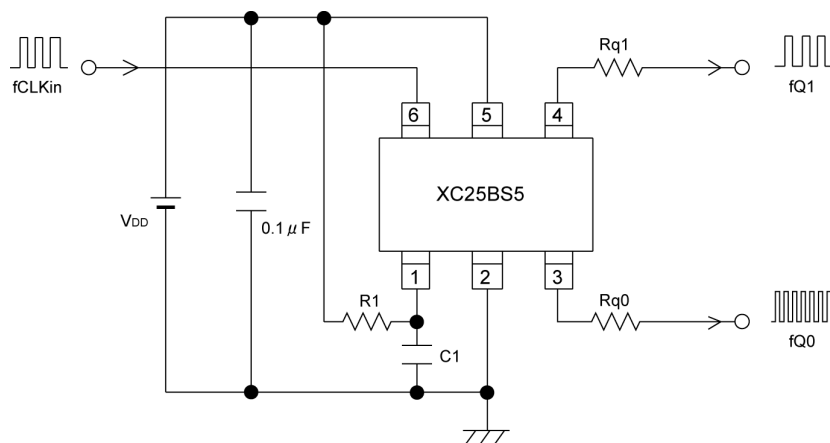 Rq1
fCLKin
fQ1
6
5
4
XC25BS5
VDD
0.1μF
1
2
3
R1
Rq0
C1
fQ0